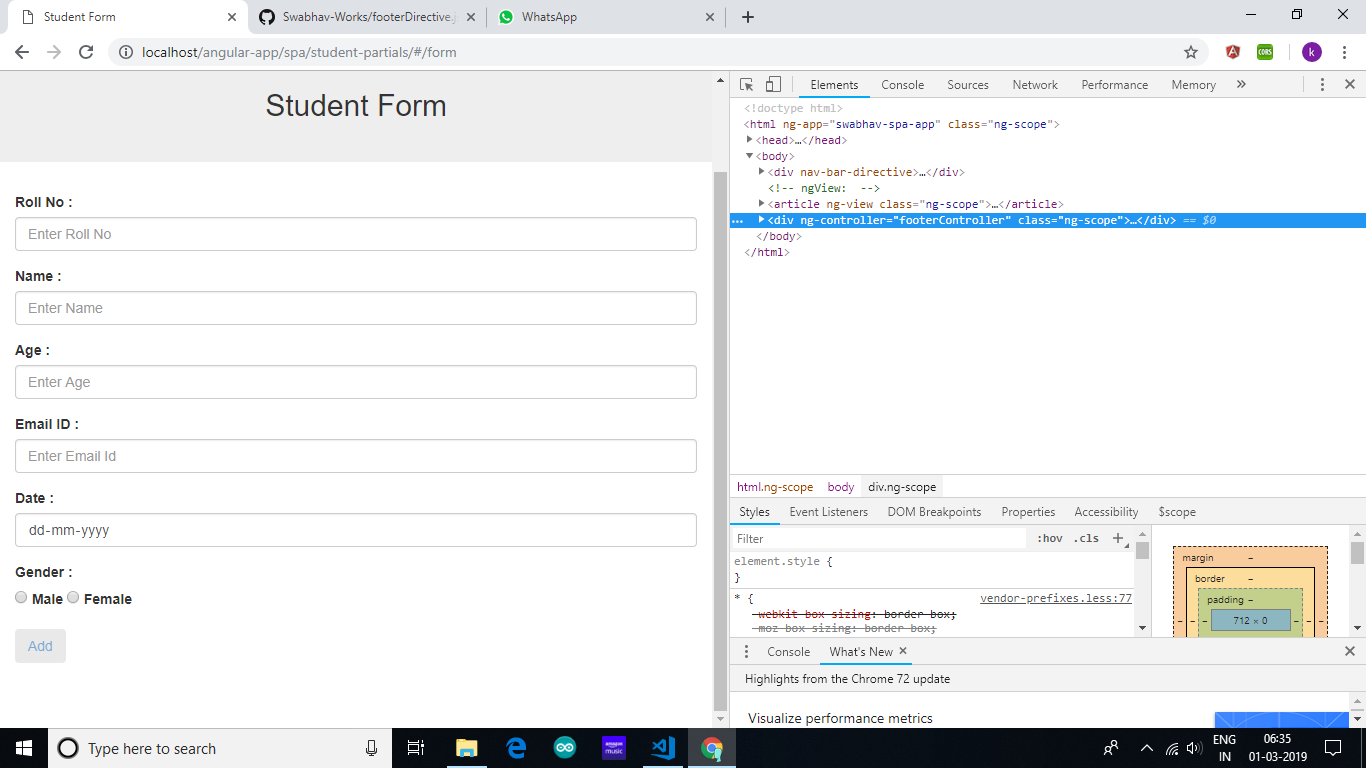 Student Form
Swabhav-Works/footerDirective.j
WhatsApp
localhost/angular-app/spa/student-partials/#/form
CORS
k
Student Form
Roll No :
Enter Roll No
Name :
Enter Name
Age :
Enter Age
Email ID :
Enter Email Id
Date :
dd-mm-yyyy
Gender :
Male Female
Add
Elements Console Sources Network Performance Memory »
<!doctype html>
<html ng-app="swabhav-spa-app" class="ng-scope">
<head>…</head>
<body>
<div nav-bar-directive>…</div>
<!-- ngView:  -->
<article ng-view class="ng-scope">…</article>
<div ng-controller="footerController" class="ng-scope">…</div> == $0
</body>
</html>
html.ng-scope body div.ng-scope
Styles Event Listeners DOM Breakpoints Properties Accessibility $scope
Filter :hov .cls +
element.style {
}
* { vendor-prefixes.less:77
-webkit-box-sizing: border-box;
-moz-box-sizing: border-box;
margin –
border –
padding –
– – – 712 × 0 – – –
Console What's New
Highlights from the Chrome 72 update
Visualize performance metrics
Type here to search
amazon music
ENG
IN
06:35
01-03-2019